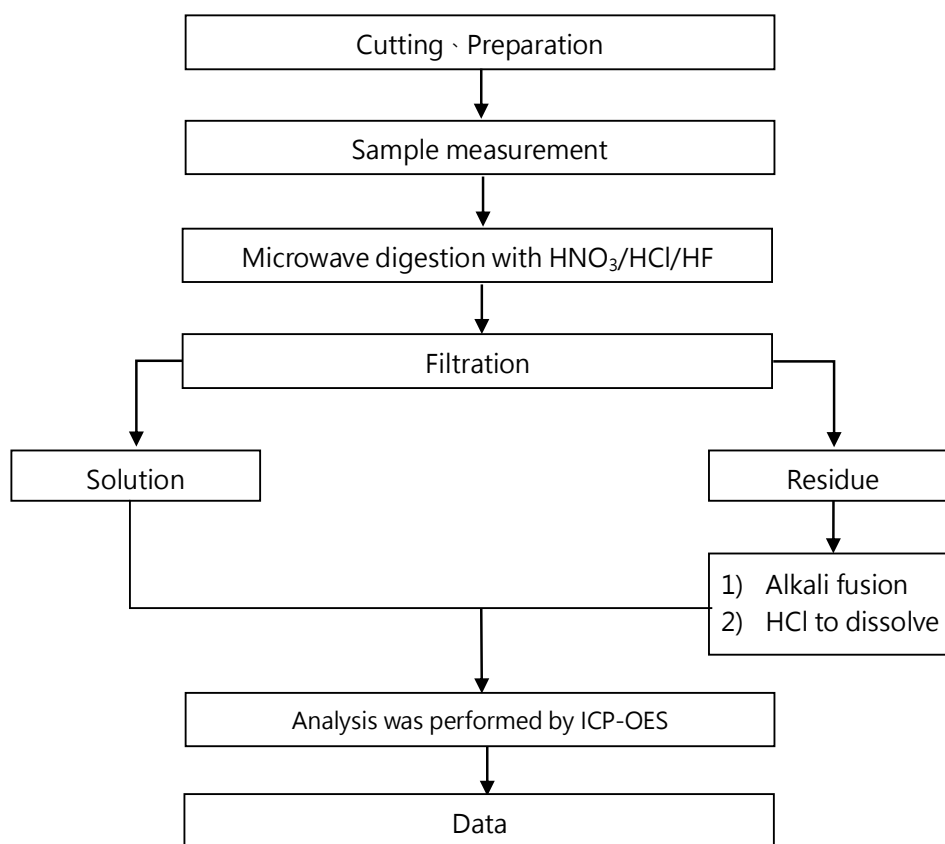 Cutting、Preparation
Sample measurement
Microwave digestion with HNO₃/HCl/HF
Filtration
Solution
Residue
1) Alkali fusion
2) HCl to dissolve
Analysis was performed by ICP-OES
Data